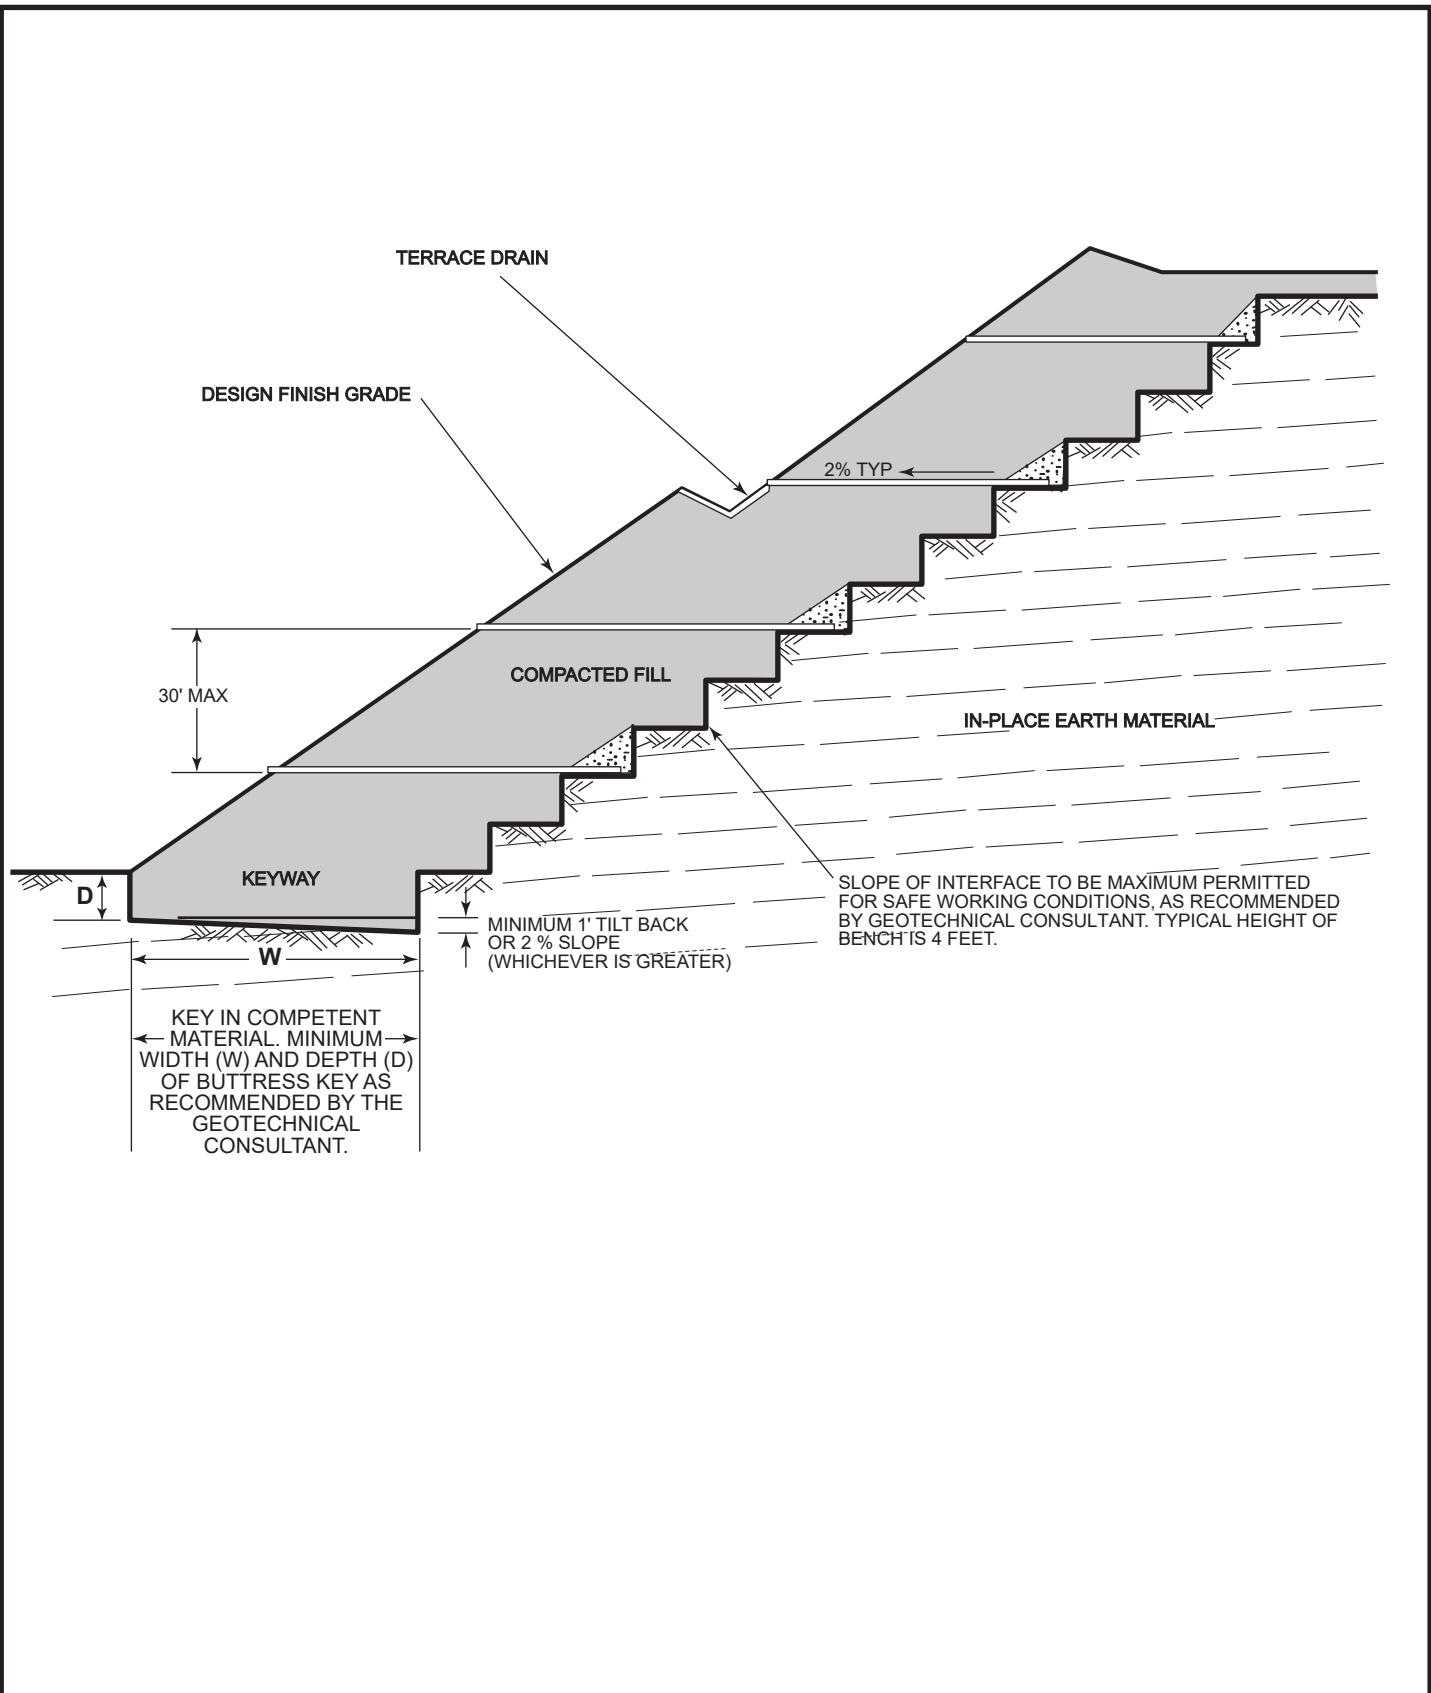 TERRACE DRAIN
DESIGN FINISH GRADE
2% TYP
30' MAX
COMPACTED FILL
IN-PLACE EARTH MATERIAL
KEYWAY
D
SLOPE OF INTERFACE TO BE MAXIMUM PERMITTED
FOR SAFE WORKING CONDITIONS, AS RECOMMENDED
BY GEOTECHNICAL CONSULTANT. TYPICAL HEIGHT OF
BENCH IS 4 FEET.
MINIMUM 1' TILT BACK
OR 2 % SLOPE
(WHICHEVER IS GREATER)
W
KEY IN COMPETENT
MATERIAL. MINIMUM
WIDTH (W) AND DEPTH (D)
OF BUTTRESS KEY AS
RECOMMENDED BY THE
GEOTECHNICAL
CONSULTANT.